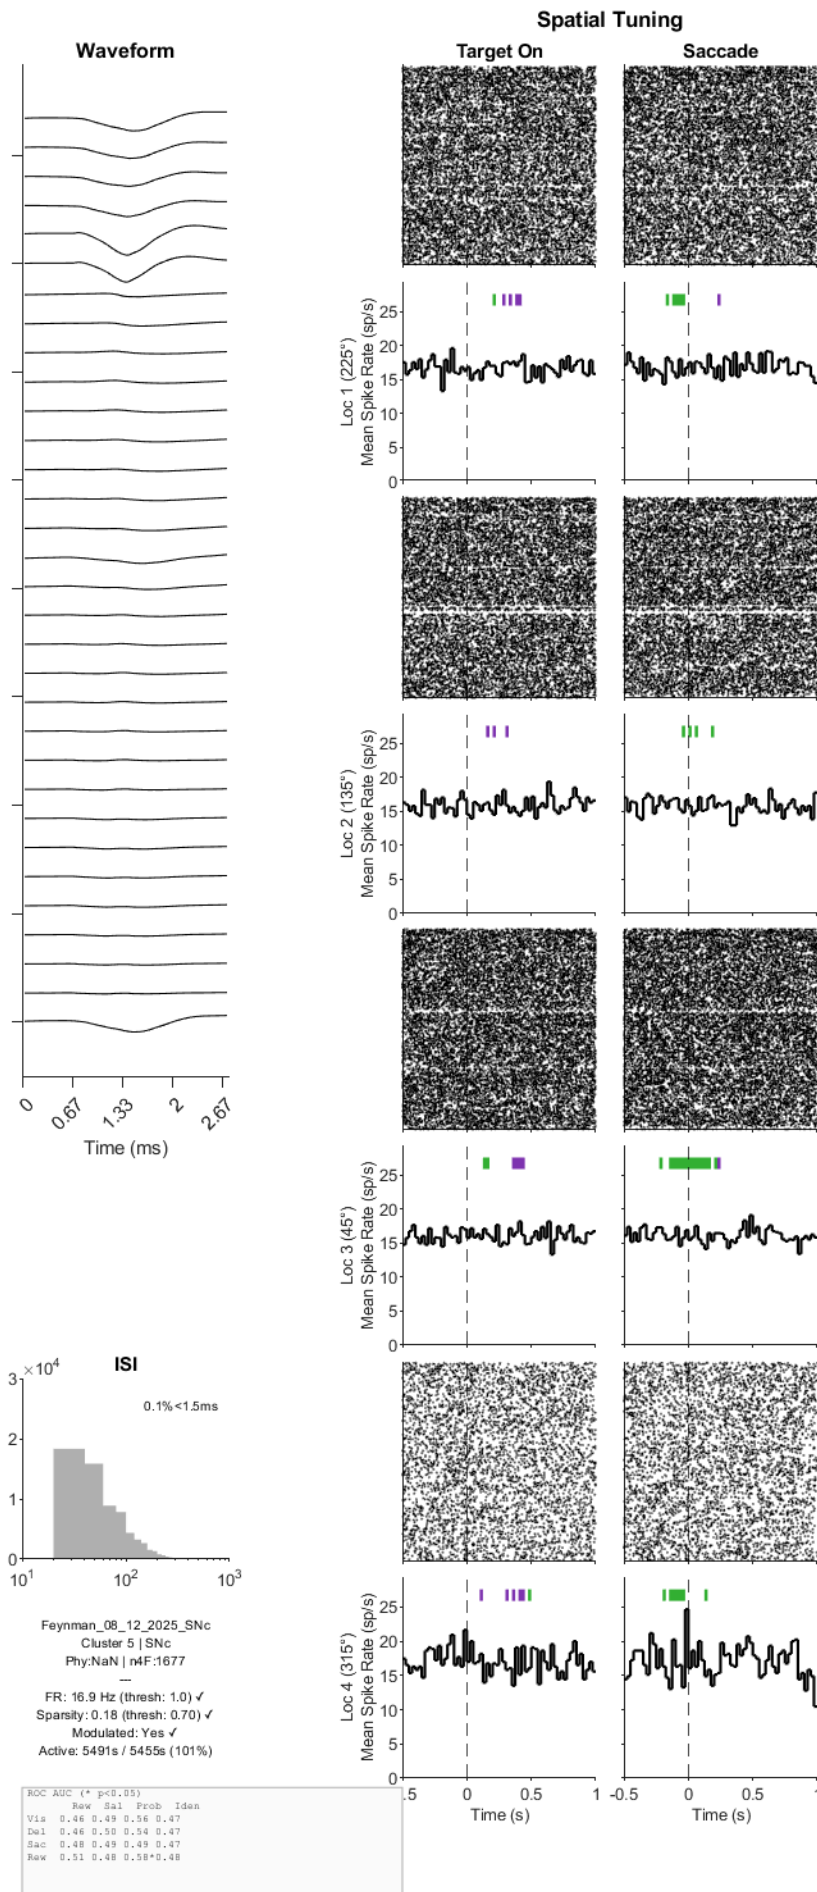 Spatial Tuning
Waveform
Target On
Saccade
0
0.67
1.33
2
2.67
Time (ms)
Loc 1 (225°)
Mean Spike Rate (sp/s)
25
20
15
10
5
0
Loc 2 (135°)
Mean Spike Rate (sp/s)
25
20
15
10
5
0
Loc 3 (45°)
Mean Spike Rate (sp/s)
25
20
15
10
5
0
Loc 4 (315°)
Mean Spike Rate (sp/s)
25
20
15
10
5
0
.5 0 0.5 1
-0.5 0 0.5 1
Time (s)
Time (s)
ISI
×10⁴
3
2
1
0
10¹ 10² 10³
0.1%<1.5ms
Feynman_08_12_2025_SNc
Cluster 5 | SNc
Phy:NaN | n4F:1677
---
FR: 16.9 Hz (thresh: 1.0) ✓
Sparsity: 0.18 (thresh: 0.70) ✓
Modulated: Yes ✓
Active: 5491s / 5455s (101%)
ROC AUC (* p<0.05)
Rew Sal Prob Iden
Vis 0.46 0.49 0.56 0.47
Del 0.46 0.50 0.54 0.47
Sac 0.48 0.49 0.49 0.47
Rew 0.51 0.48 0.58*0.48